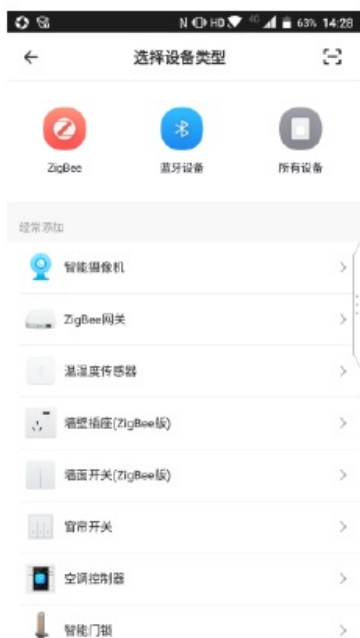 N HD 4G 63% 14:28
选择设备类型
ZigBee 蓝牙设备 所有设备
经常添加
智能摄像机
ZigBee网关
温湿度传感器
墙壁插座(ZigBee版)
墙面开关(ZigBee版)
窗帘开关
空调控制器
智能门锁